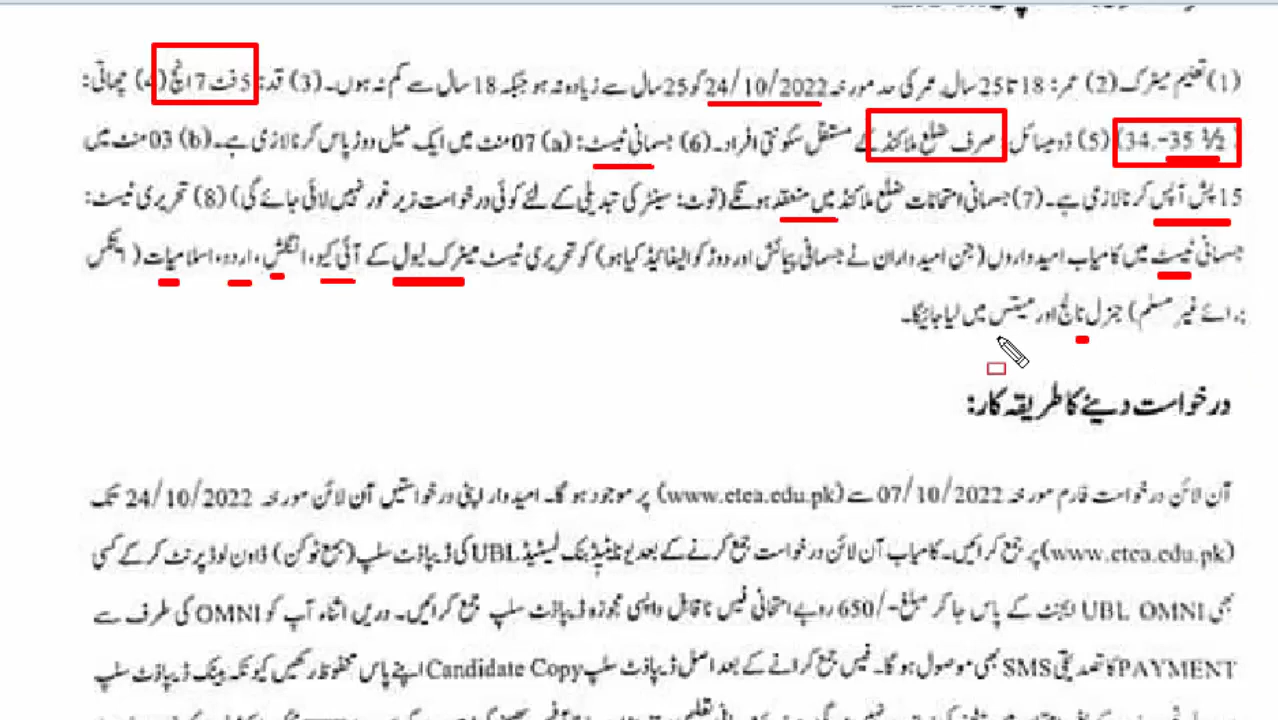 (1) تعلیم میٹرک (2) عمر: 18 تا 25 سال، عمر کی حد مورخہ 24/10/2022 کو 25 سال سے زیادہ نہ ہو جبکہ 18 سال سے کم نہ ہوں۔ (3) قد: 5 فٹ 7 انچ (4) چھاتی:
34.-35 ½) (5) ڈومیسائل: صرف ضلع ملاکنڈ کے مستقل سکونتی افراد۔ (6) جسمانی ٹیسٹ: (a) 07 منٹ میں ایک میل دوڑ پاس کرنا لازمی ہے۔ (b) 03 منٹ میں
15 پش آپس کرنا لازمی ہے۔ (7) جسمانی امتحانات ضلع ملاکنڈ میں منعقد ہونگے (نوٹ: سینٹر کی تبدیلی کے لئے کوئی درخواست زیر غور نہیں لائی جائے گی) (8) تحریری ٹیسٹ:
جسمانی ٹیسٹ میں کامیاب امیدواروں (جن امیدواران نے جسمانی پیمائش اور دوڑ کوالیفائیڈ کیا ہو) کو تحریری ٹیسٹ میٹرک لیول کے آئی کیو، انگلش، اردو، اسلامیات (ایتھکس
برائے غیر مسلم) جنرل نالج اور میتھس میں لیا جائیگا۔
درخواست دینے کا طریقہ کار:
آن لائن درخواست فارم مورخہ 07/10/2022 سے (www.etea.edu.pk) پر موجود ہوگا۔ امیدوار اپنی درخواستیں آن لائن مورخہ 24/10/2022 تک
(www.etea.edu.pk) پر جمع کرائیں۔ کامیاب آن لائن درخواست جمع کرنے کے بعد یونائیٹڈ بینک لمیٹیڈ UBL کی ڈیپازٹ سلپ (بمع ٹوکن) ڈاون لوڈ پرنٹ کر کے کسی
بھی UBL OMNI ایجنٹ کے پاس جا کر مبلغ -/650 روپے امتحانی فیس ناقابل واپسی مجوزہ ڈیپازٹ سلپ جمع کرائیں۔ دریں اثناء آپ کو OMNI کی طرف سے
PAYMENT کا تصدیقی SMS بھی موصول ہوگا۔ فیس جمع کرانے کے بعد اصل ڈیپازٹ سلپ Candidate Copy اپنے پاس محفوظ رکھیں کیونکہ بینک ڈیپازٹ سلپ